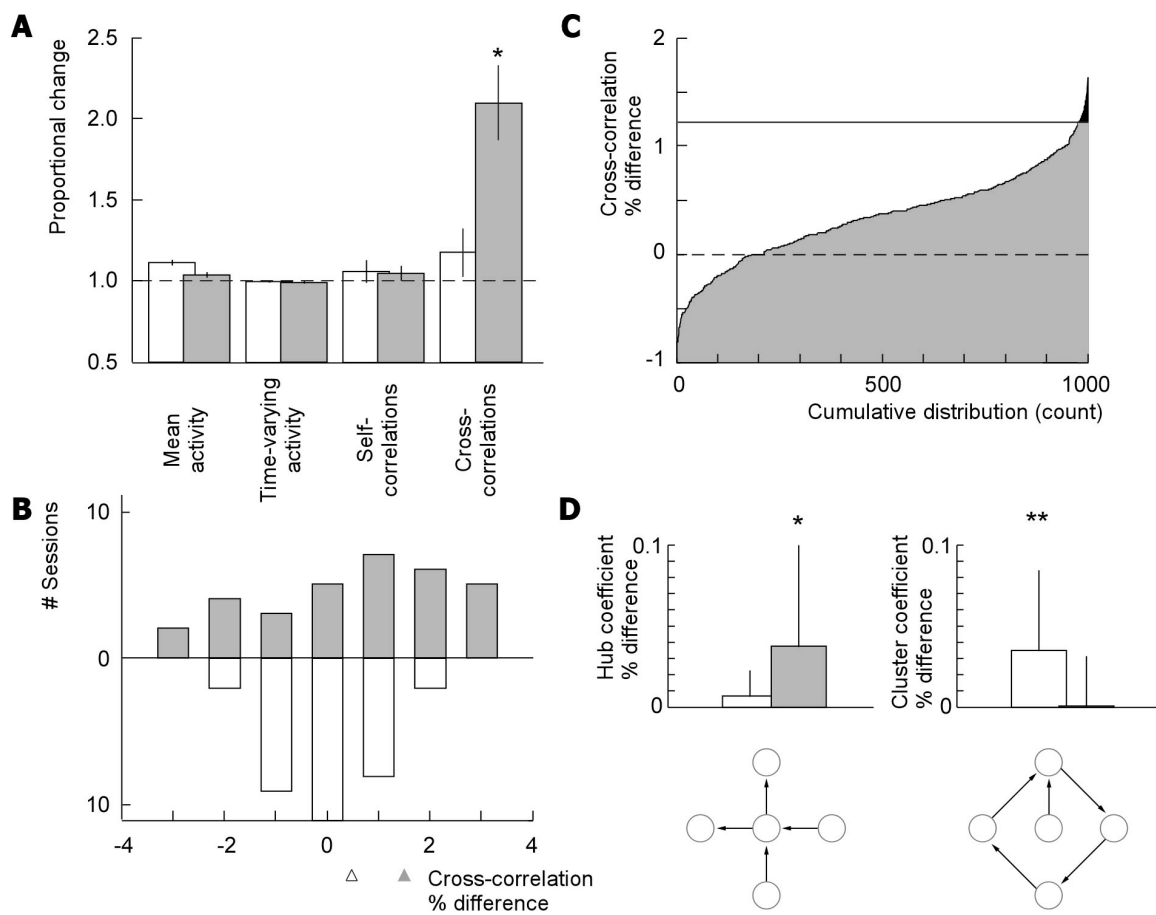 A
Proportional change
2.5
2.0
1.5
1.0
0.5
*
Mean
activity
Time-varying
activity
Self-
correlations
Cross-
correlations
B
# Sessions
10
0
10
-4
-2
0
2
4
Cross-correlation
% difference
C
Cross-correlation
% difference
2
1
0
-1
0
500
1000
Cumulative distribution (count)
D
Hub coefficient
% difference
0.1
0
*
Cluster coefficient
% difference
0.1
0
**